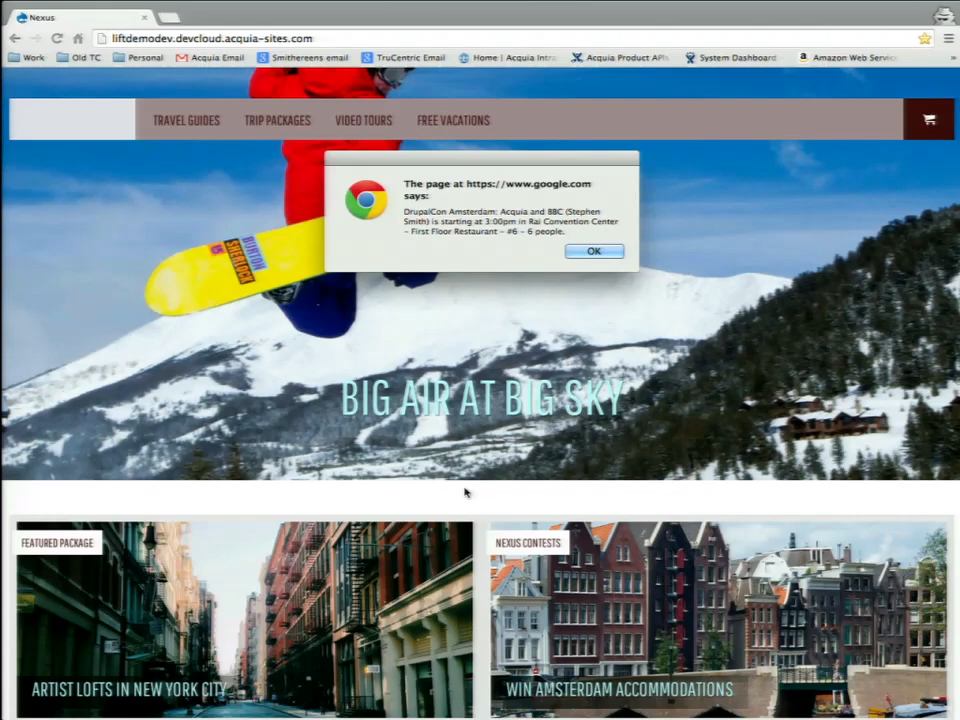 Nexus
liftdemodev.devcloud.acquia-sites.com
Work Old TC Personal Acquia Email Smithereens email TruCentric Email Home | Acquia Intra Acquia Product APIs System Dashboard Amazon Web Servic
TRAVEL GUIDES TRIP PACKAGES VIDEO TOURS FREE VACATIONS
The page at https://www.google.com
says:
DrupalCon Amsterdam: Acquia and BBC (Stephen
Smith) is starting at 3:00pm in Rai Convention Center
– First Floor Restaurant – #6 – 6 people.
OK
BURTON
SHERLOCK
BIG AIR AT BIG SKY
FEATURED PACKAGE
NEXUS CONTESTS
ARTIST LOFTS IN NEW YORK CITY
WIN AMSTERDAM ACCOMMODATIONS